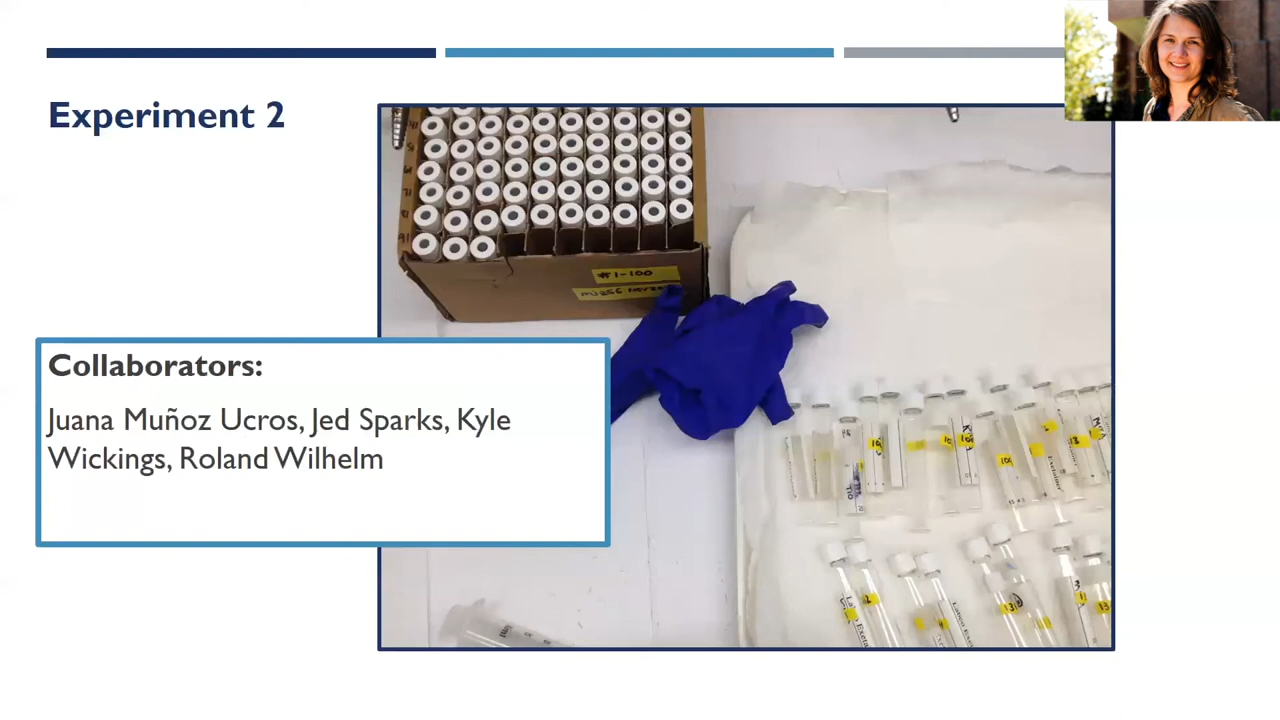 Experiment 2
#1-100
Collaborators:
Juana Muñoz Ucros, Jed Sparks, Kyle
Wickings, Roland Wilhelm